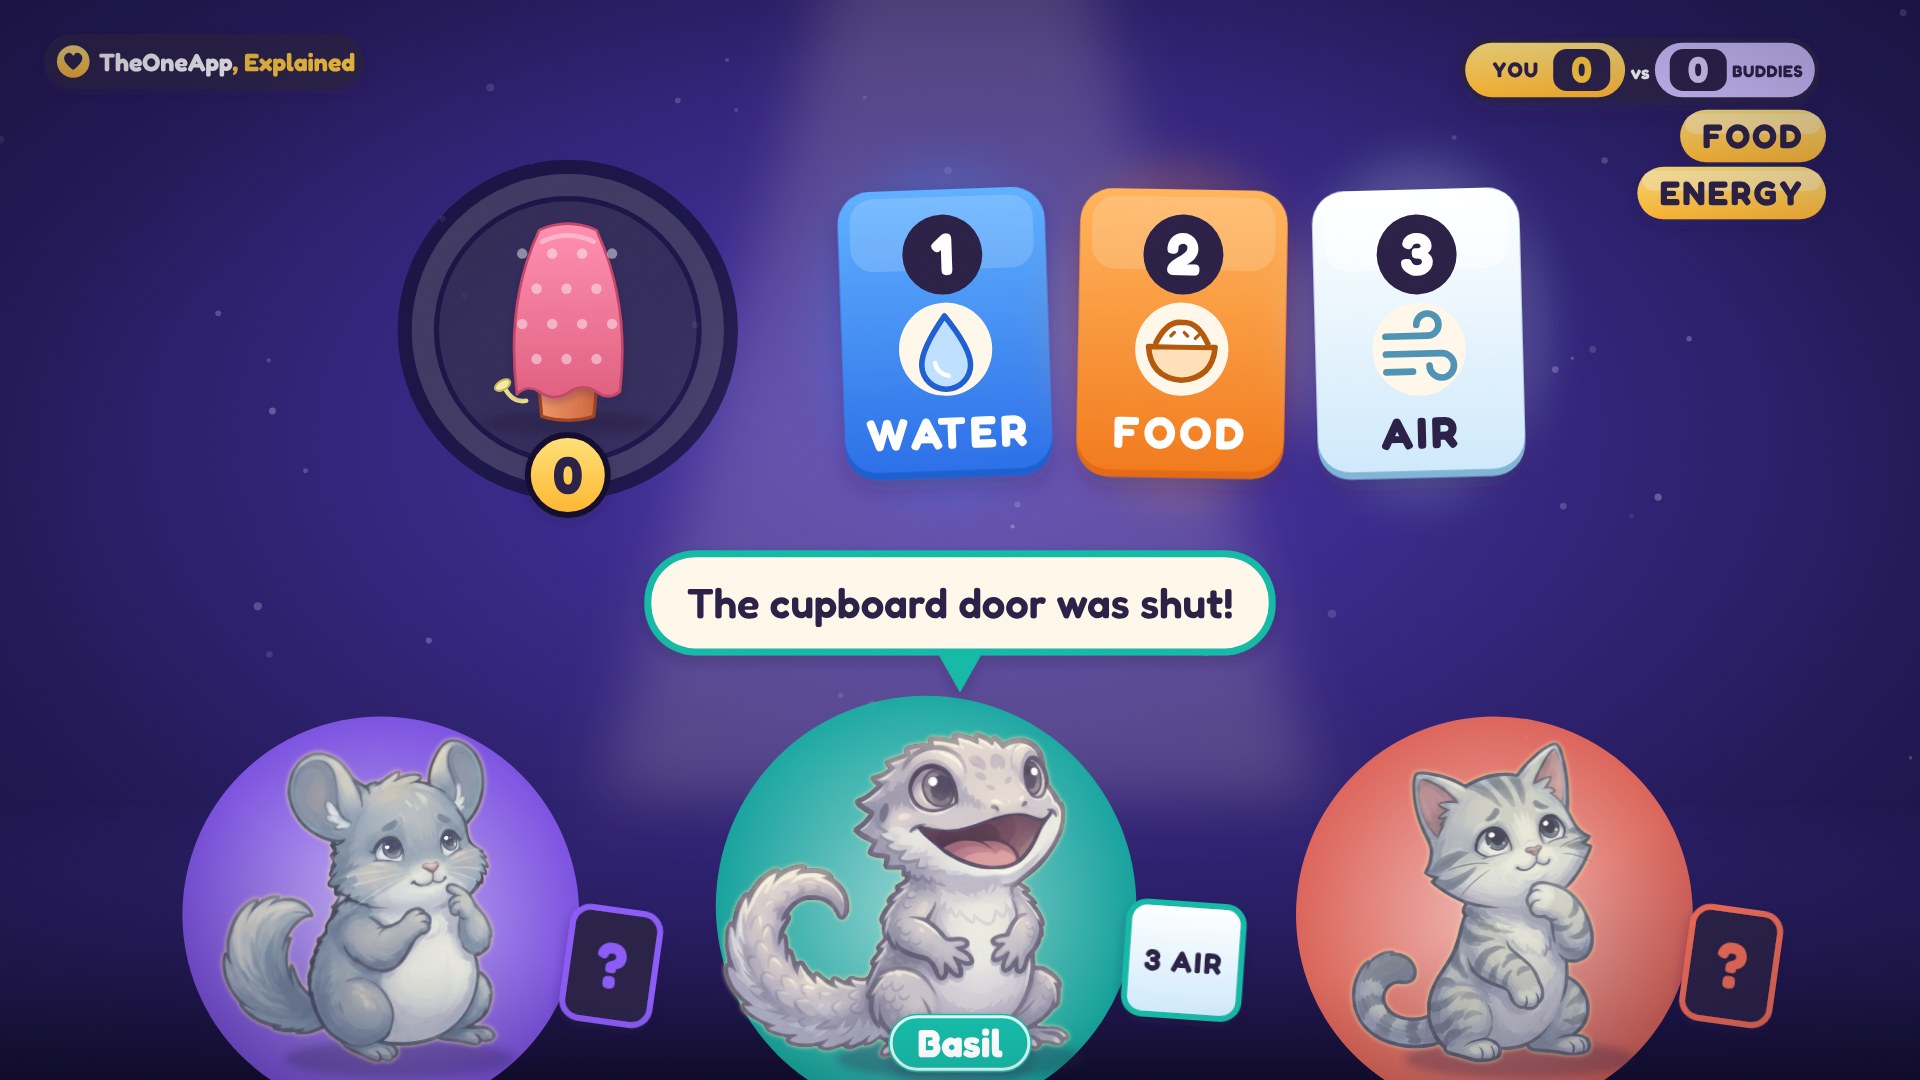 TheOneApp, Explained
YOU 0 vs 0 BUDDIES
FOOD
ENERGY
1
WATER
2
FOOD
3
AIR
0
The cupboard door was shut!
?
3 AIR
?
Basil